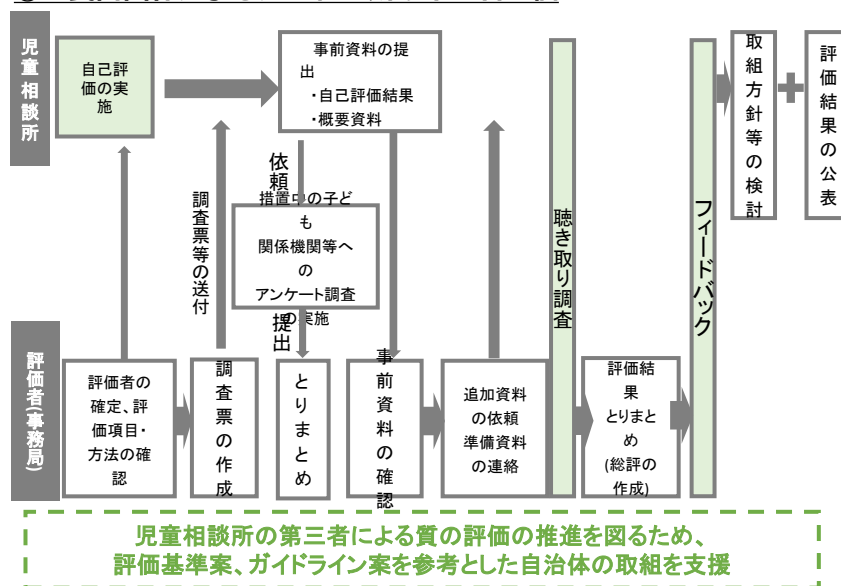 児童相談所
自己評
価の実
施
事前資料の提
出
・自己評価結果
・概要資料
取組方針等の検討
評価結果の公表
依頼
調査票等の送付
措置中の子ど
も
関係機関等へ
の
アンケート調査
の実施
提出
聴き取り調査
フィードバック
評価者(事務局)
評価者の
確定、評
価項目・
方法の確
認
調査票の作成
とりまとめ
事前資料の確認
追加資料
の依頼
準備資料
の連絡
評価結
果
とりまと
め
(総評の
作成)
児童相談所の第三者による質の評価の推進を図るため、
評価基準案、ガイドライン案を参考とした自治体の取組を支援